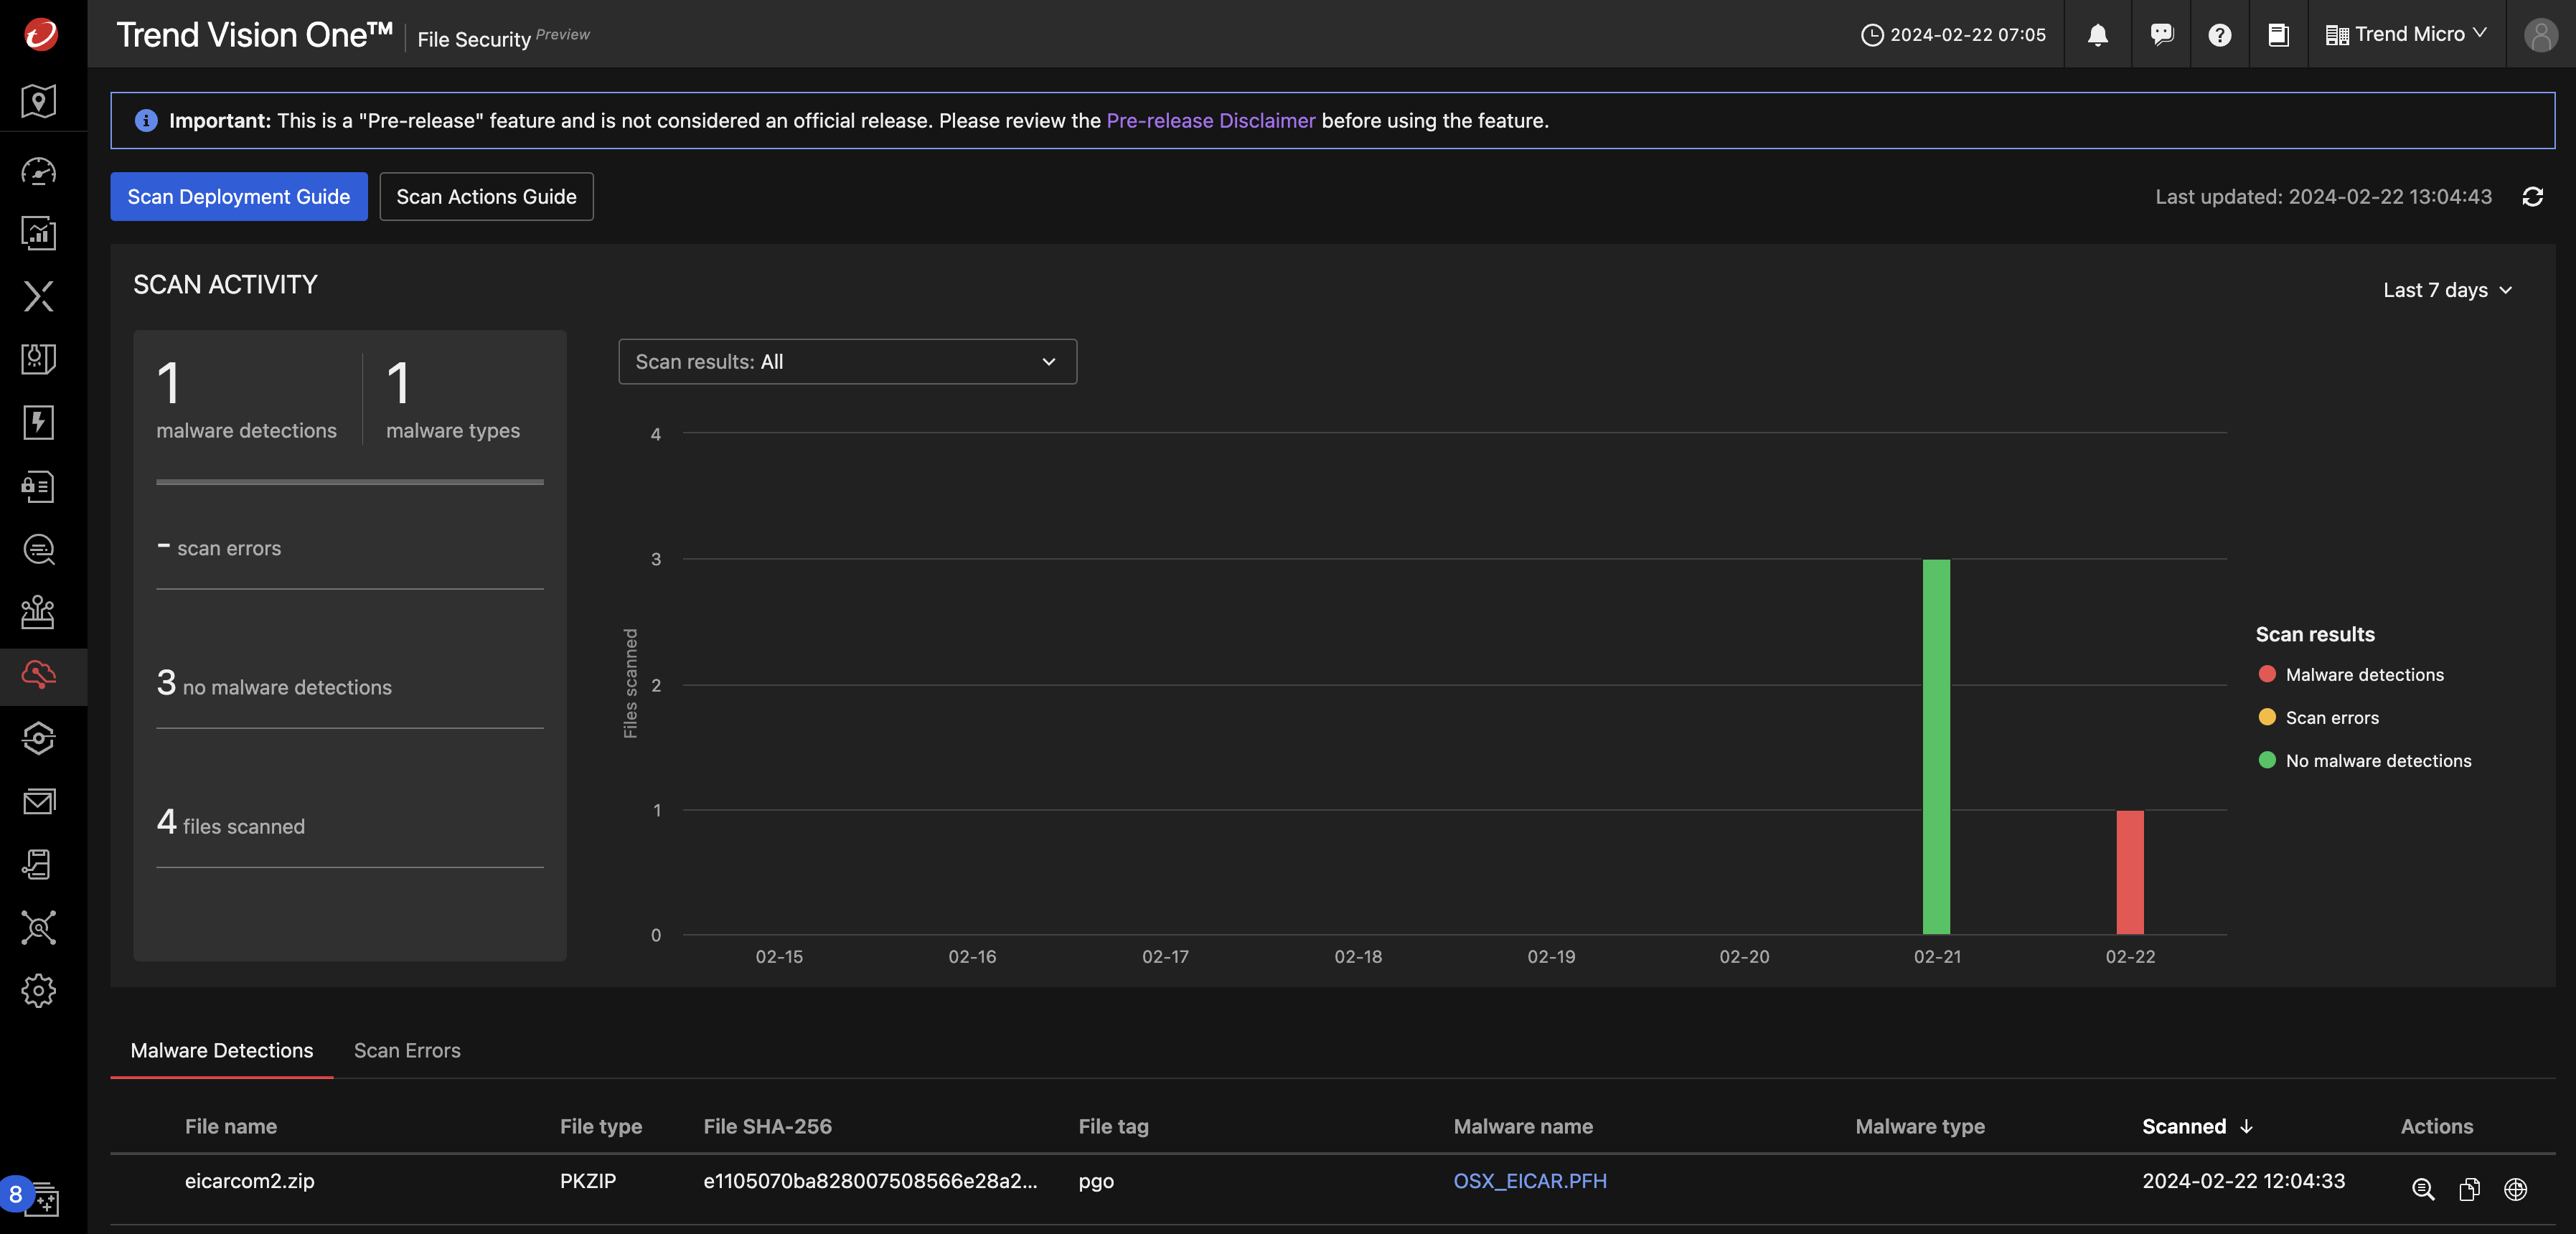 Trend Vision One™ File Security Preview 2024-02-22 07:05 Trend Micro
Important: This is a "Pre-release" feature and is not considered an official release. Please review the Pre-release Disclaimer before using the feature.
Scan Deployment Guide Scan Actions Guide Last updated: 2024-02-22 13:04:43
SCAN ACTIVITY
Last 7 days
1 malware detections
1 malware types
- scan errors
3 no malware detections
4 files scanned
Scan results: All
Files scanned
4
3
2
1
0
02-15 02-16 02-17 02-18 02-19 02-20 02-21 02-22
Scan results
Malware detections
Scan errors
No malware detections
Malware Detections Scan Errors
File name File type File SHA-256 File tag Malware name Malware type Scanned Actions
eicarcom2.zip PKZIP e1105070ba828007508566e28a2... pgo OSX_EICAR.PFH 2024-02-22 12:04:33
8